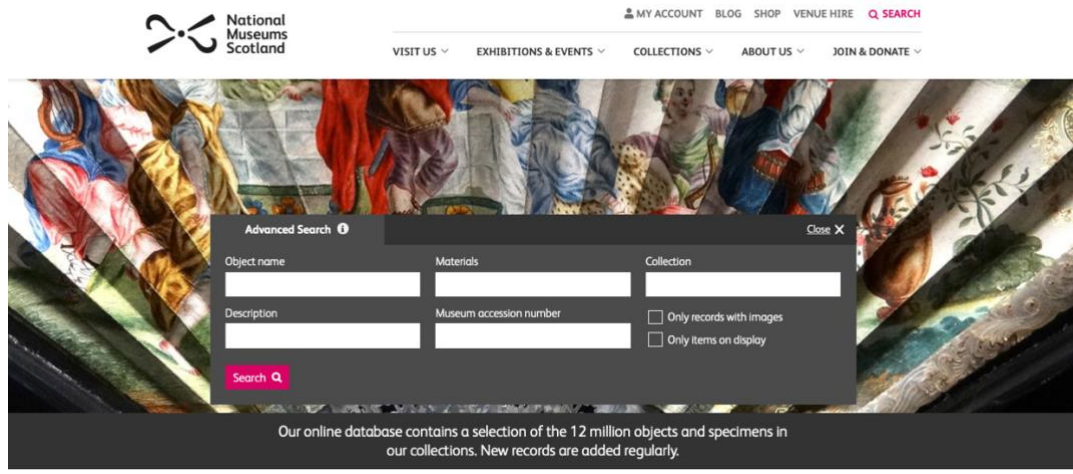 National
Museums
Scotland
MY ACCOUNT BLOG SHOP VENUE HIRE SEARCH
VISIT US EXHIBITIONS & EVENTS COLLECTIONS ABOUT US JOIN & DONATE
Advanced Search Close X
Object name Materials Collection
Description Museum accession number Only records with images
Only items on display
Search
Our online database contains a selection of the 12 million objects and specimens in
our collections. New records are added regularly.